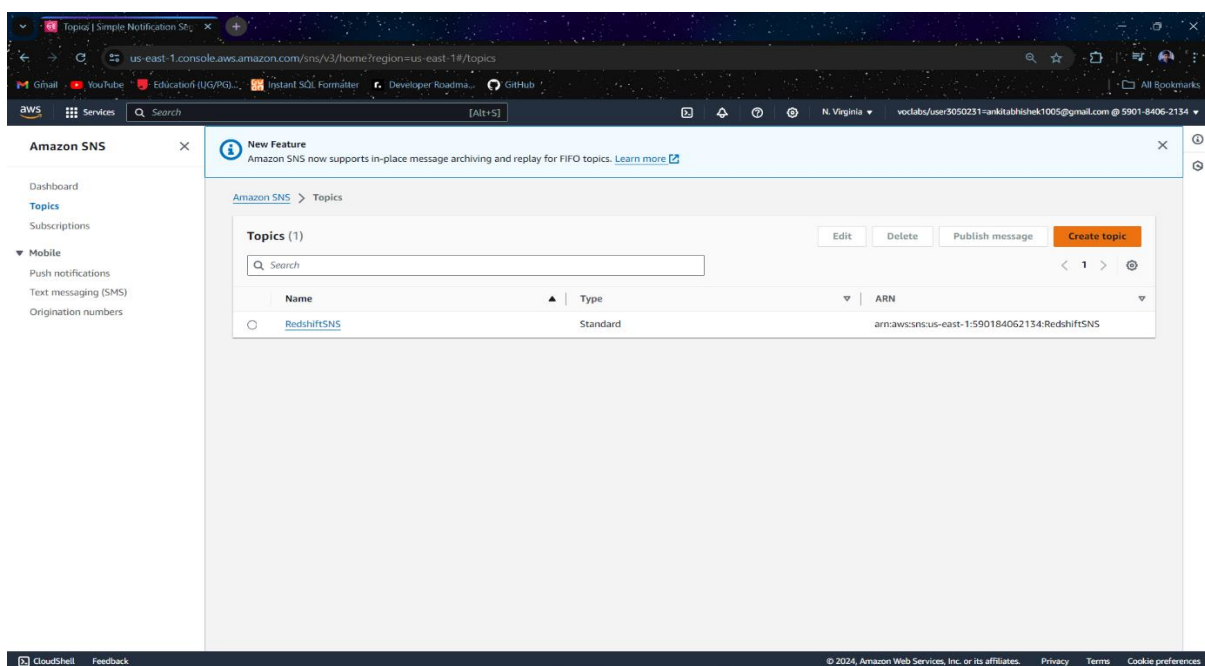 Topics | Simple Notification Ser
us-east-1.console.aws.amazon.com/sns/v3/home?region=us-east-1#/topics
Gmail YouTube Education (UG/PG)... Instant SQL Formatter r. Developer Roadma... GitHub All Bookmarks
aws Services Search [Alt+S] N. Virginia voclabs/user3050231=ankitabhishek1005@gmail.com @ 5901-8406-2134
Amazon SNS
New Feature
Amazon SNS now supports in-place message archiving and replay for FIFO topics. Learn more
Dashboard
Topics
Subscriptions
Mobile
Push notifications
Text messaging (SMS)
Origination numbers
Amazon SNS > Topics
Topics (1) Edit Delete Publish message Create topic
Search < 1 >
Name Type ARN
RedshiftSNS Standard arn:aws:sns:us-east-1:590184062134:RedshiftSNS
CloudShell Feedback © 2024, Amazon Web Services, Inc. or its affiliates. Privacy Terms Cookie preferences